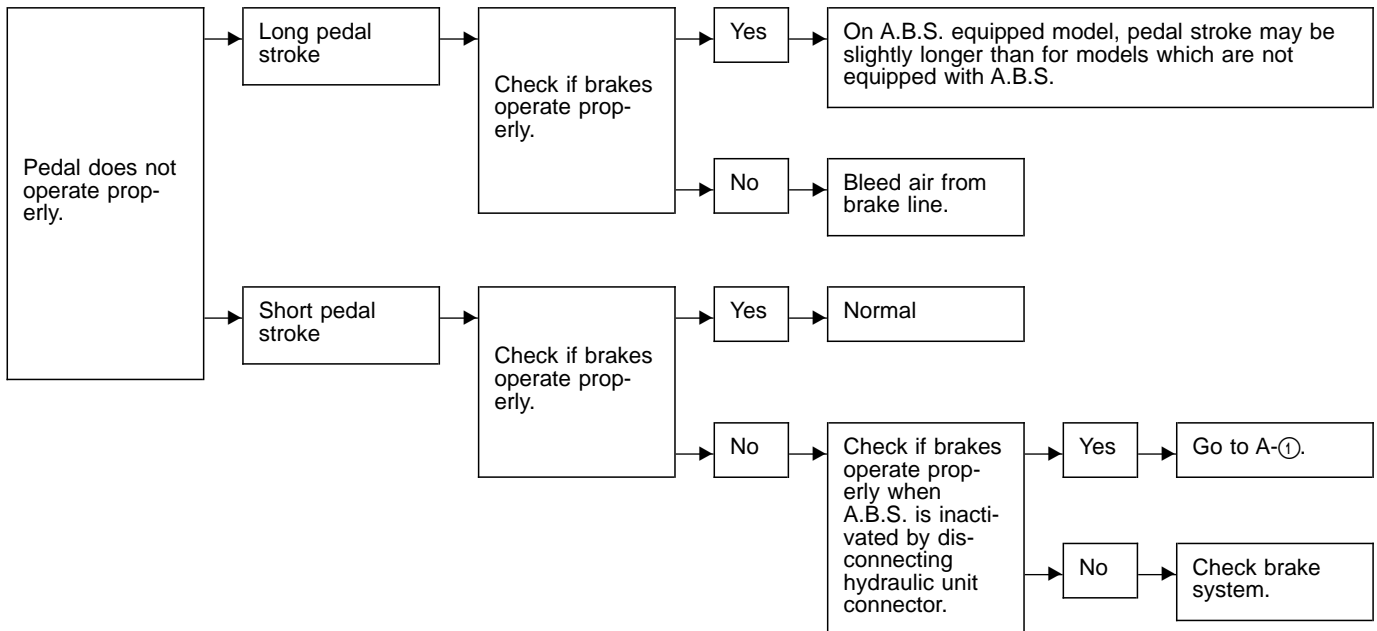 Pedal does not
operate prop-
erly.
Long pedal
stroke
Check if brakes
operate prop-
erly.
Yes
On A.B.S. equipped model, pedal stroke may be
slightly longer than for models which are not
equipped with A.B.S.
No
Bleed air from
brake line.
Short pedal
stroke
Check if brakes
operate prop-
erly.
Yes
Normal
No
Check if brakes
operate prop-
erly when
A.B.S. is inacti-
vated by dis-
connecting
hydraulic unit
connector.
Yes
Go to A-①.
No
Check brake
system.